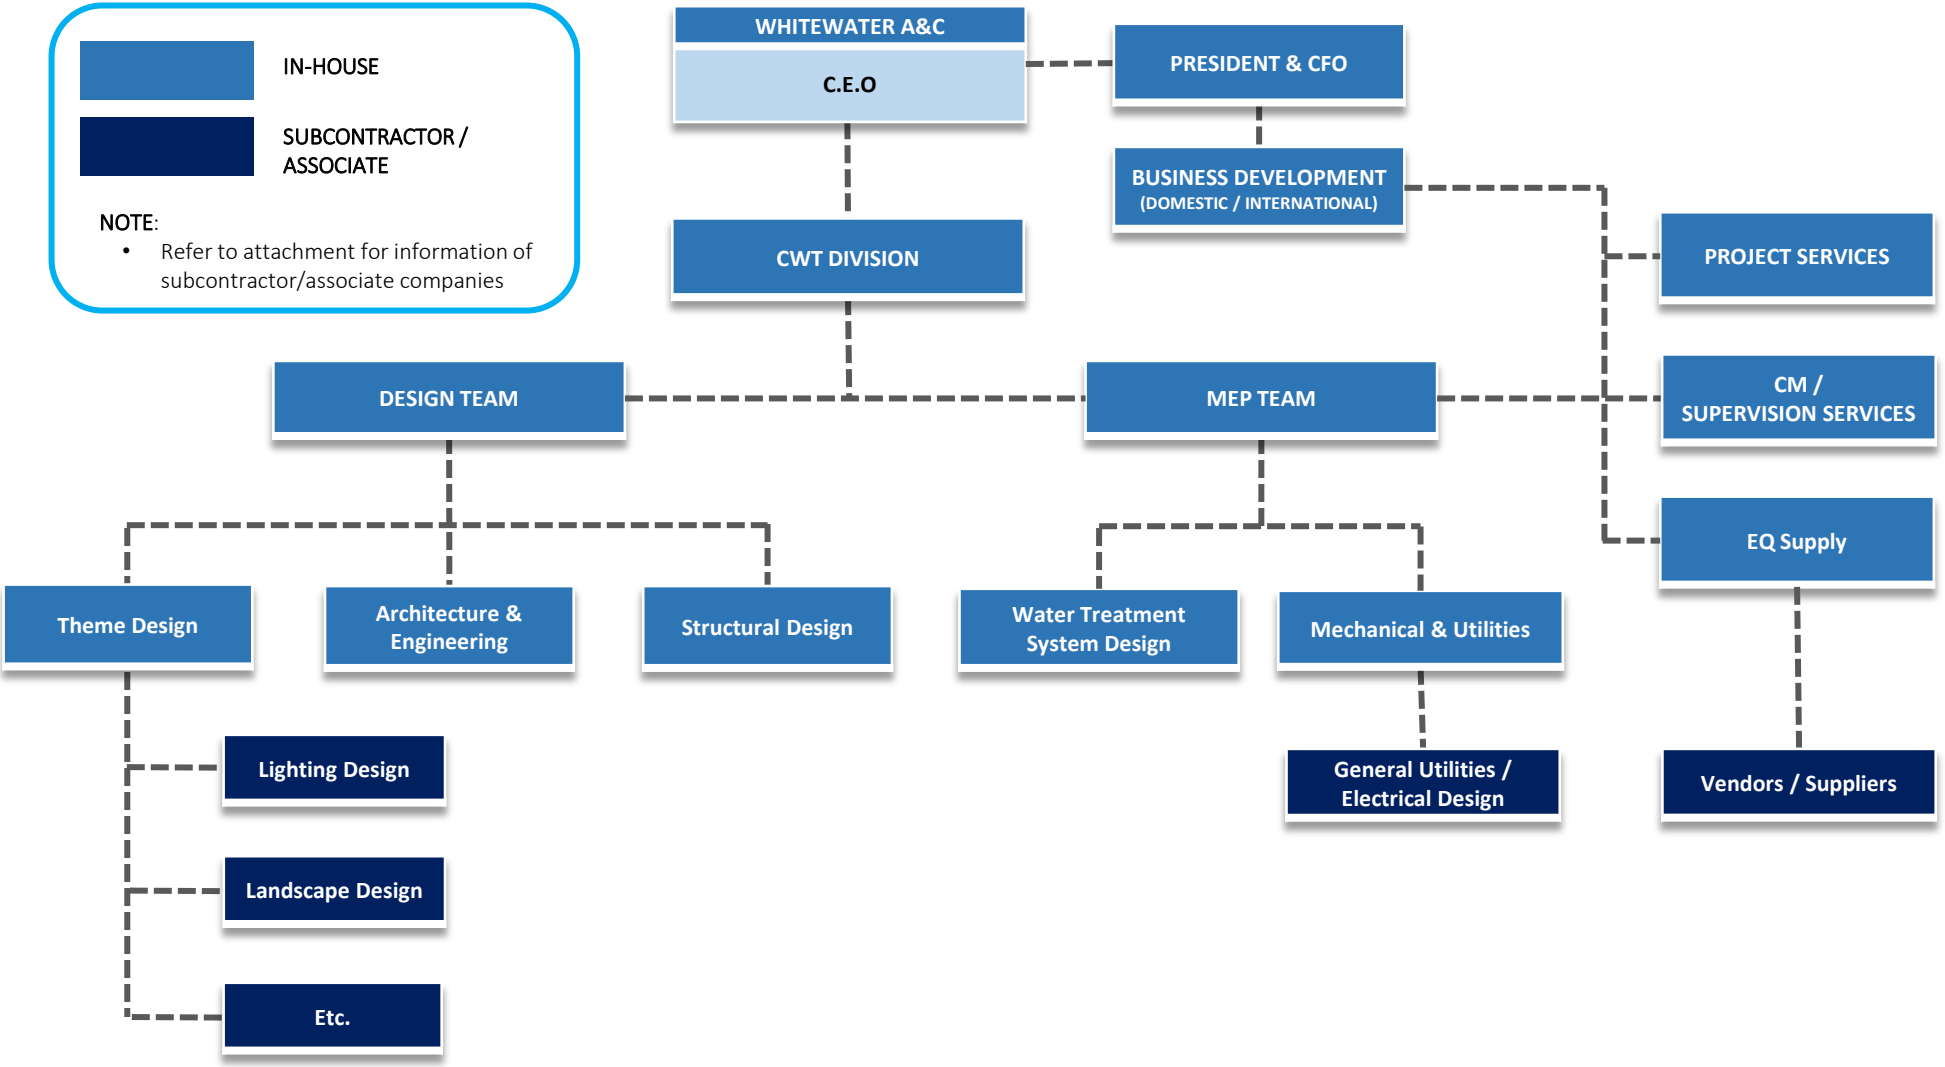 IN-HOUSE
SUBCONTRACTOR /
ASSOCIATE
NOTE:
• Refer to attachment for information of
subcontractor/associate companies
WHITEWATER A&C
C.E.O
PRESIDENT & CFO
BUSINESS DEVELOPMENT
(DOMESTIC / INTERNATIONAL)
CWT DIVISION
PROJECT SERVICES
DESIGN TEAM
MEP TEAM
CM /
SUPERVISION SERVICES
EQ Supply
Theme Design
Architecture &
Engineering
Structural Design
Water Treatment
System Design
Mechanical & Utilities
Lighting Design
General Utilities /
Electrical Design
Vendors / Suppliers
Landscape Design
Etc.